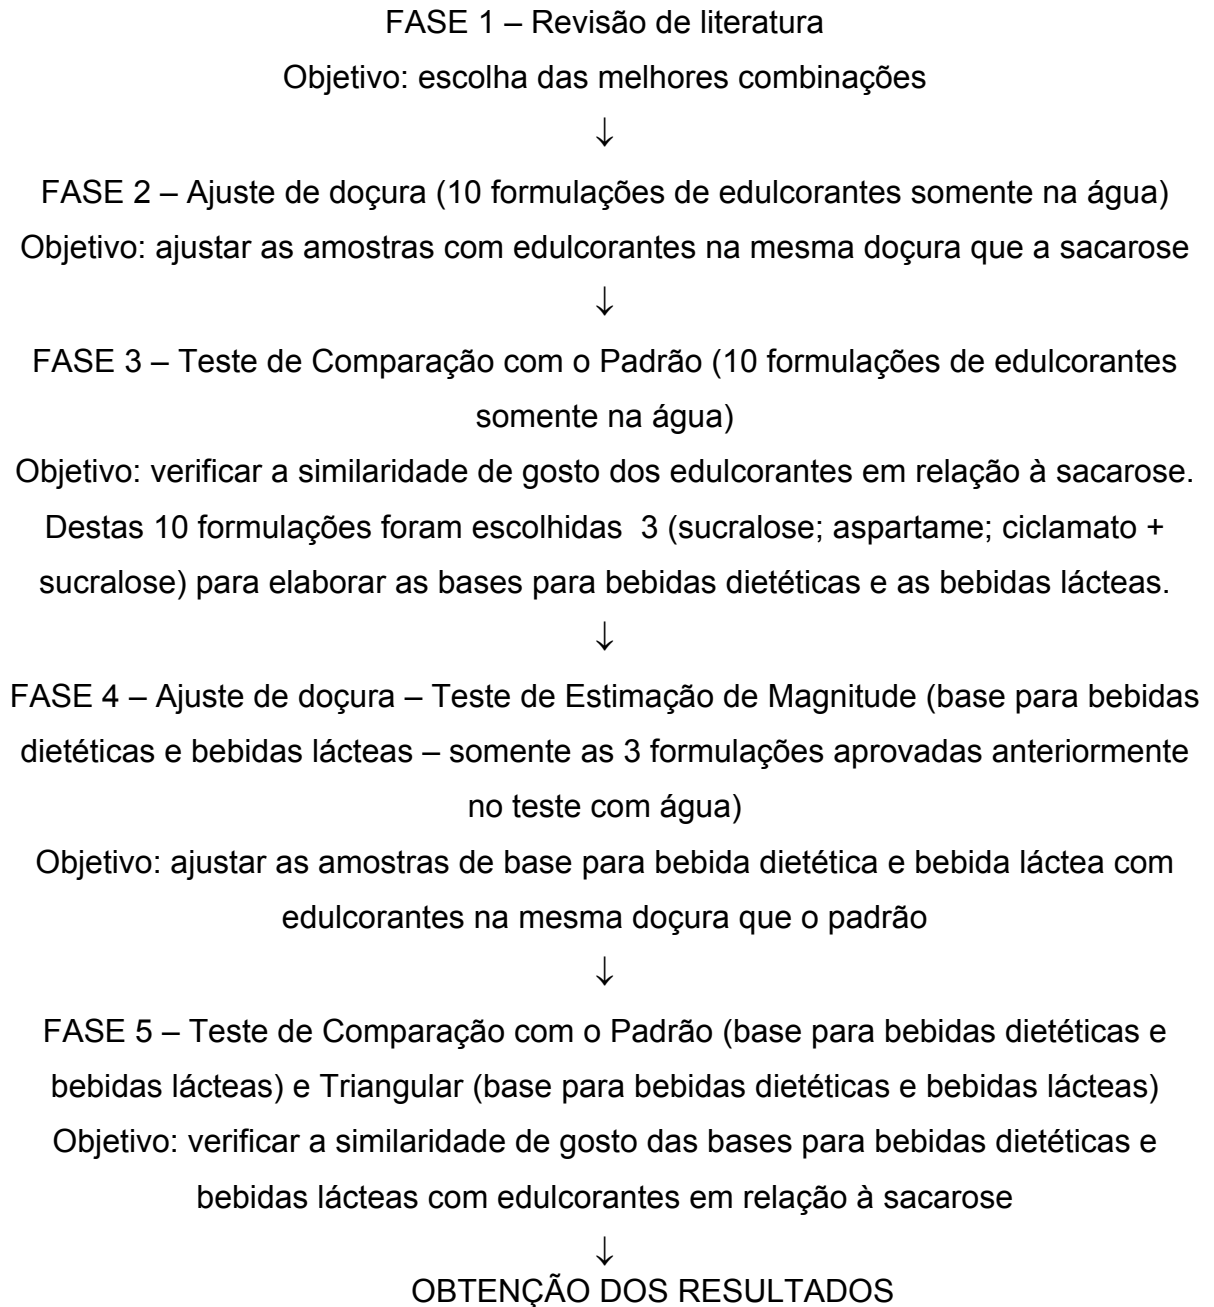 FASE 1 – Revisão de literatura
Objetivo: escolha das melhores combinações
↓
FASE 2 – Ajuste de doçura (10 formulações de edulcorantes somente na água)
Objetivo: ajustar as amostras com edulcorantes na mesma doçura que a sacarose
↓
FASE 3 – Teste de Comparação com o Padrão (10 formulações de edulcorantes
somente na água)
Objetivo: verificar a similaridade de gosto dos edulcorantes em relação à sacarose.
Destas 10 formulações foram escolhidas 3 (sucralose; aspartame; ciclamato +
sucralose) para elaborar as bases para bebidas dietéticas e as bebidas lácteas.
↓
FASE 4 – Ajuste de doçura – Teste de Estimação de Magnitude (base para bebidas
dietéticas e bebidas lácteas – somente as 3 formulações aprovadas anteriormente
no teste com água)
Objetivo: ajustar as amostras de base para bebida dietética e bebida láctea com
edulcorantes na mesma doçura que o padrão
↓
FASE 5 – Teste de Comparação com o Padrão (base para bebidas dietéticas e
bebidas lácteas) e Triangular (base para bebidas dietéticas e bebidas lácteas)
Objetivo: verificar a similaridade de gosto das bases para bebidas dietéticas e
bebidas lácteas com edulcorantes em relação à sacarose
↓
OBTENÇÃO DOS RESULTADOS